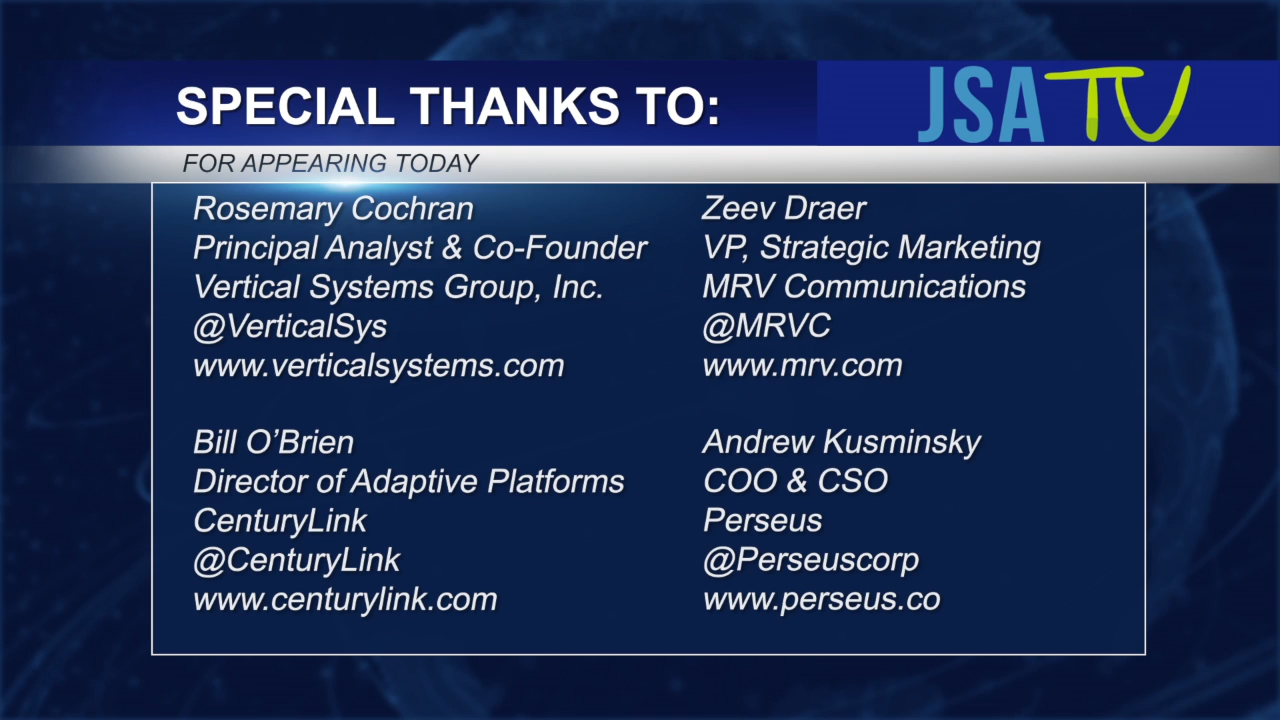 SPECIAL THANKS TO:
JSA TV
FOR APPEARING TODAY
Rosemary Cochran
Principal Analyst & Co-Founder
Vertical Systems Group, Inc.
@VerticalSys
www.verticalsystems.com
Zeev Draer
VP, Strategic Marketing
MRV Communications
@MRVC
www.mrv.com
Bill O’Brien
Director of Adaptive Platforms
CenturyLink
@CenturyLink
www.centurylink.com
Andrew Kusminsky
COO & CSO
Perseus
@Perseuscorp
www.perseus.co